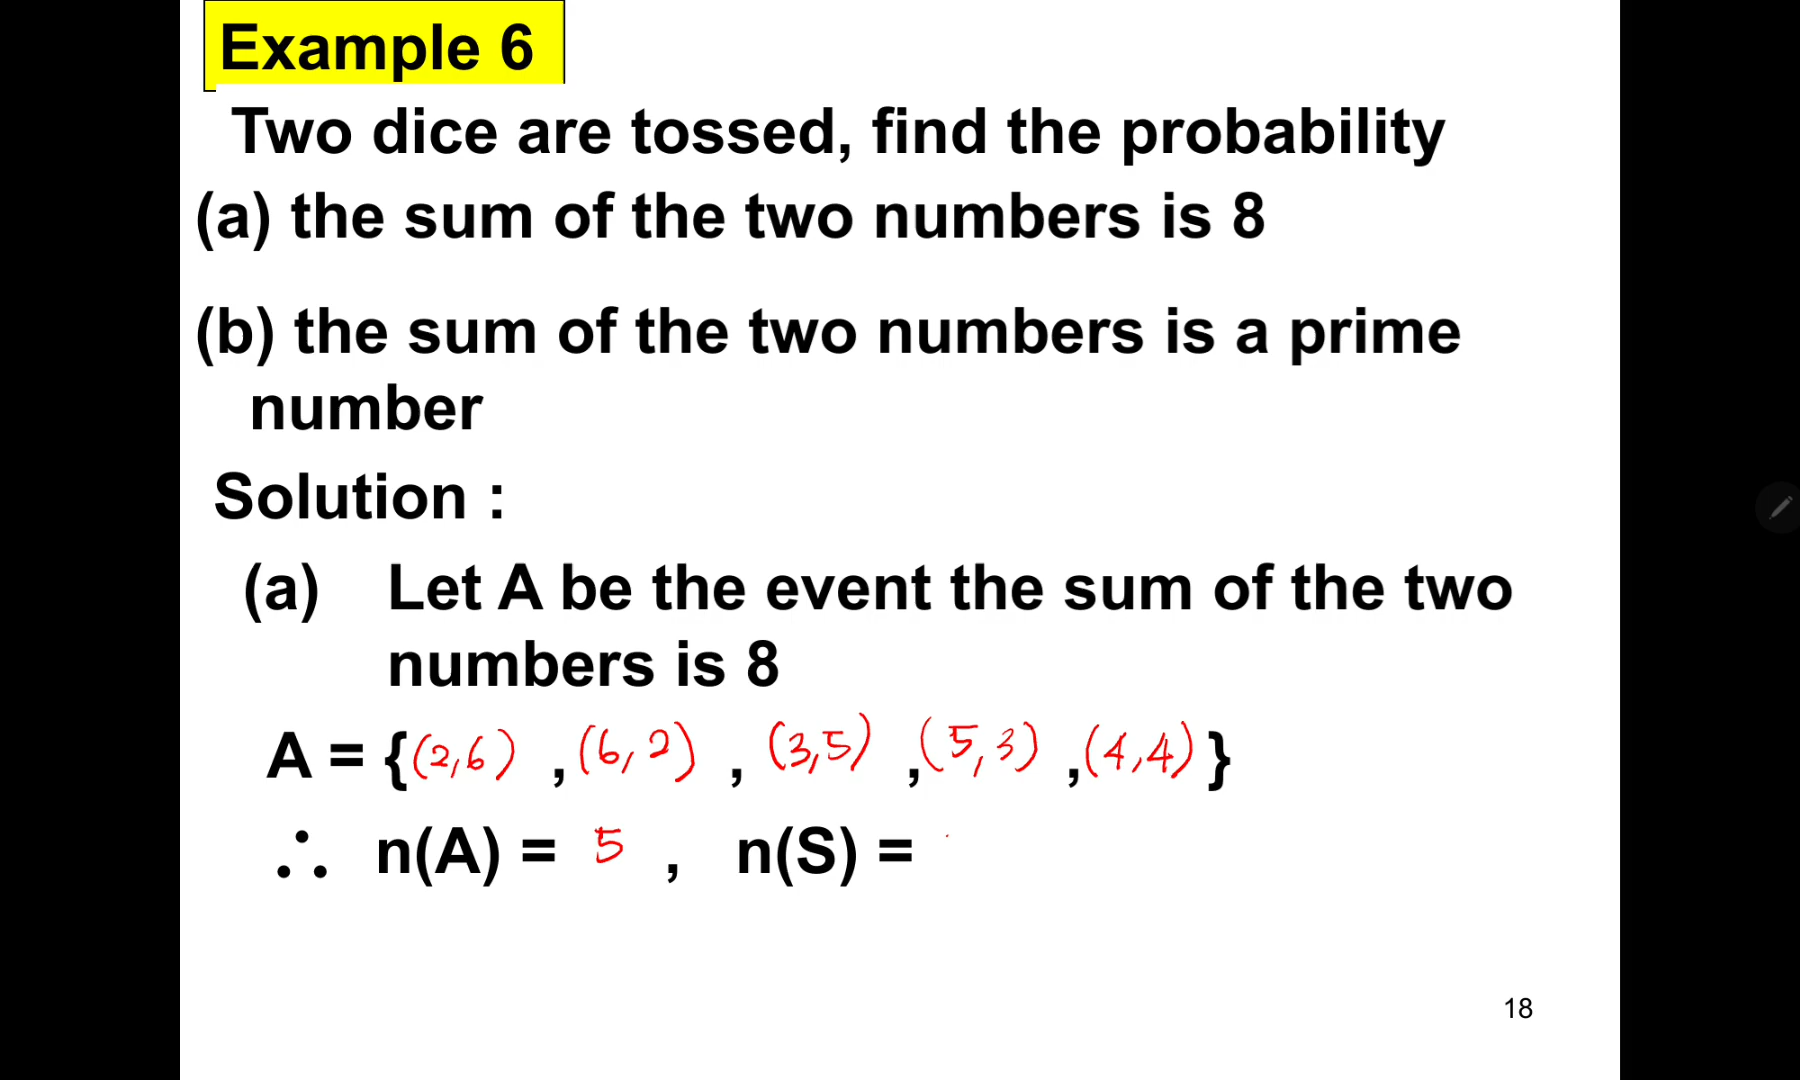 Example 6
Two dice are tossed, find the probability
(a) the sum of the two numbers is 8
(b) the sum of the two numbers is a prime
number
Solution :
(a) Let A be the event the sum of the two
numbers is 8
A = {(2,6) , (6,2) , (3,5) , (5,3) , (4,4) }
∴ n(A) = 5 , n(S) =
18